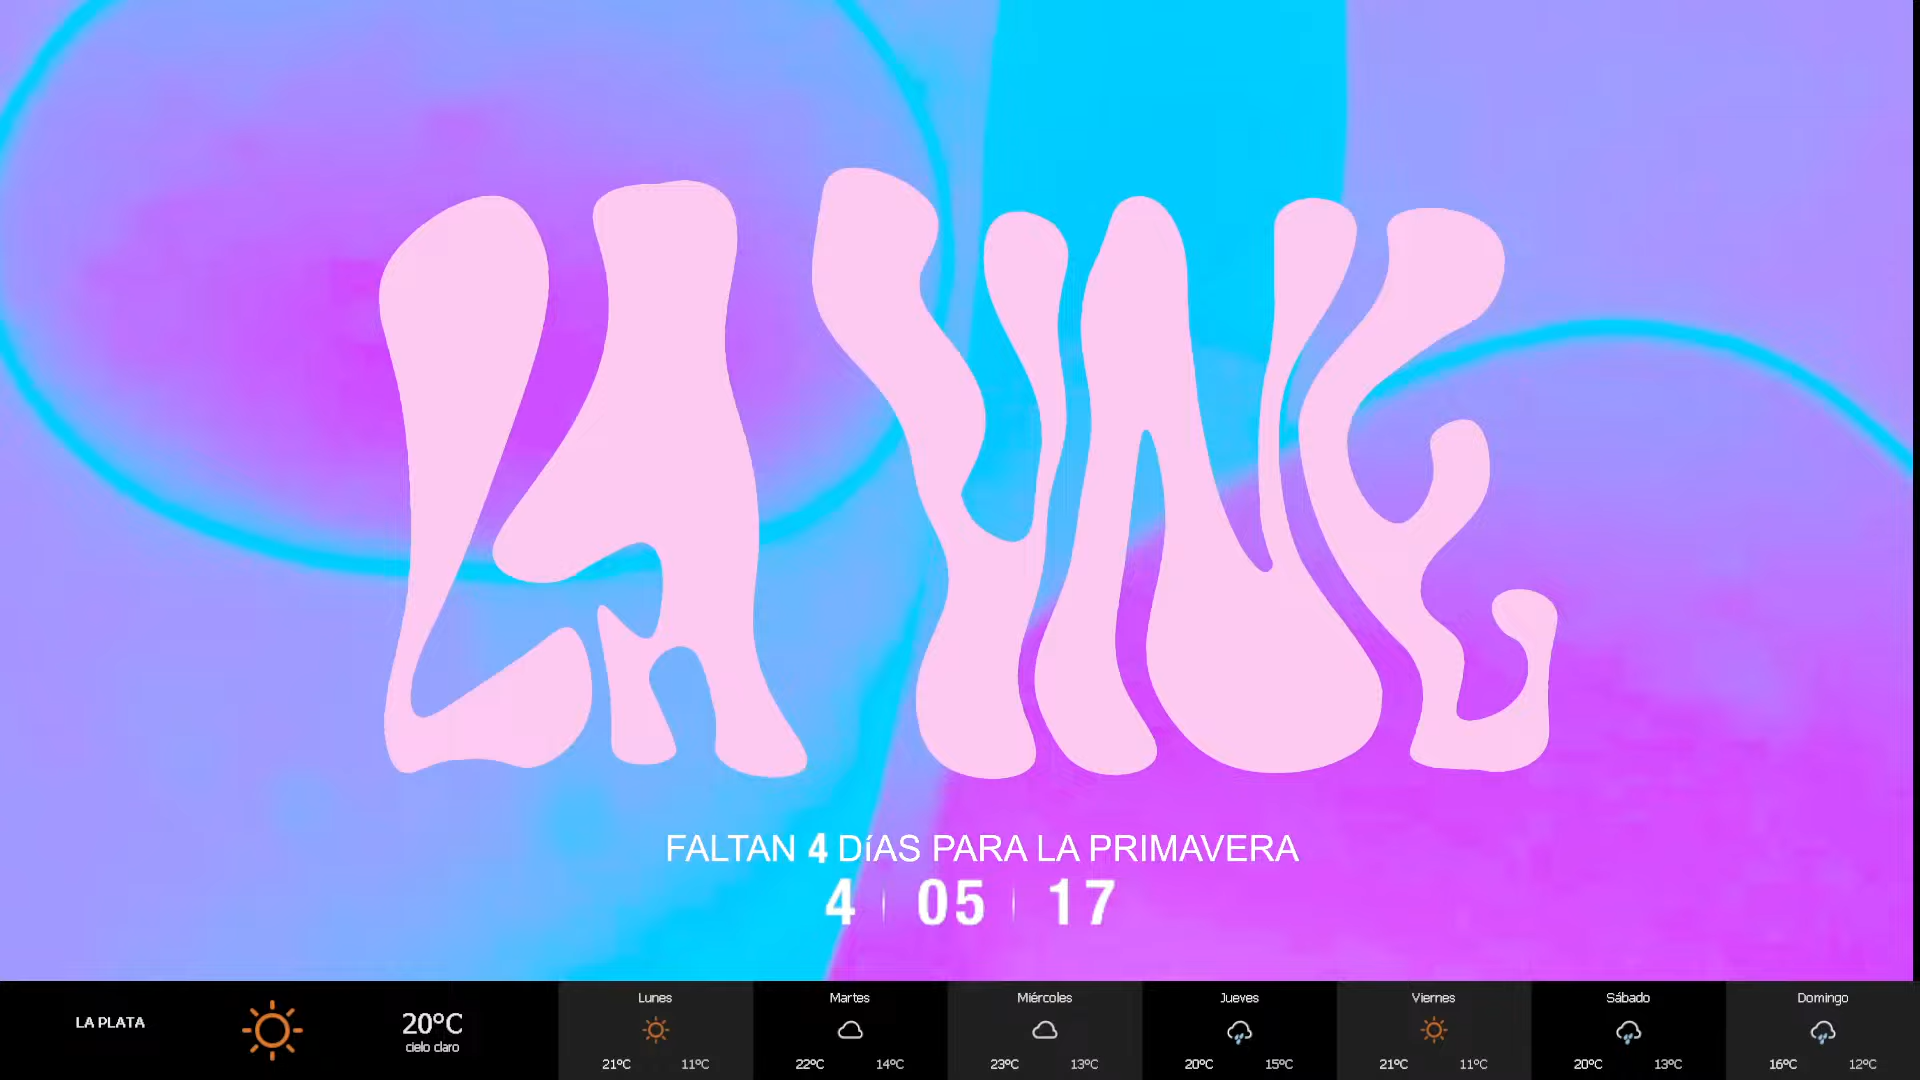 LA YNE
FALTAN 4 DíAS PARA LA PRIMAVERA
4 | 05 | 17
LA PLATA
20°C
cielo claro
Lunes
21°C 11°C
Martes
22°C 14°C
Miércoles
23°C 13°C
Jueves
20°C 15°C
Viernes
21°C 11°C
Sábado
20°C 13°C
Domingo
16°C 12°C